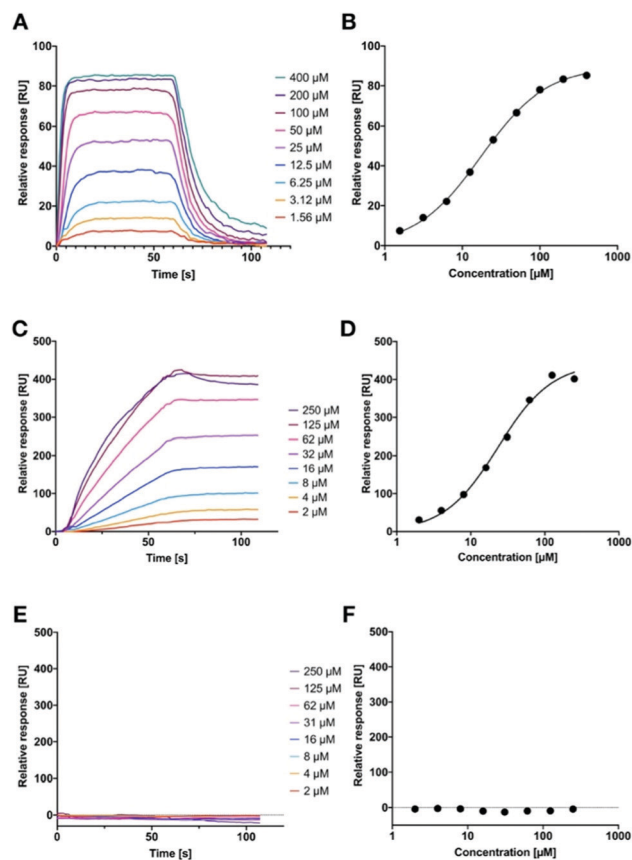 A
Relative response [RU]
100
80
60
40
20
0
0
50
100
Time [s]
400 µM
200 µM
100 µM
50 µM
25 µM
12.5 µM
6.25 µM
3.12 µM
1.56 µM
B
Relative response [RU]
100
80
60
40
20
0
1
10
100
1000
Concentration [µM]
C
Relative response [RU]
500
400
300
200
100
0
0
50
100
Time [s]
250 µM
125 µM
62 µM
32 µM
16 µM
8 µM
4 µM
2 µM
D
Relative response [RU]
500
400
300
200
100
0
1
10
100
1000
Concentration [µM]
E
Relative response [RU]
500
400
300
200
100
0
0
50
100
Time [s]
250 µM
125 µM
62 µM
31 µM
16 µM
8 µM
4 µM
2 µM
F
Relative response [RU]
500
400
300
200
100
0
1
10
100
1000
Concentration [µM]